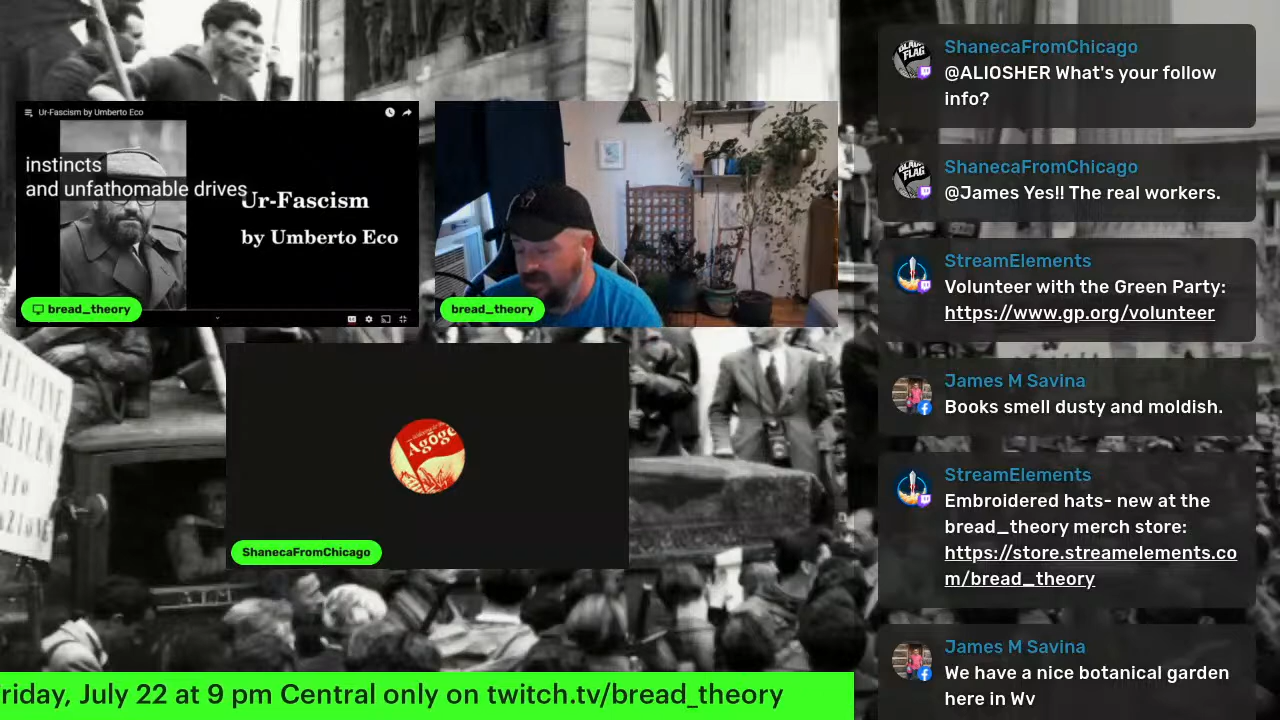 Ur-Fascism by Umberto Eco
instincts
and unfathomable drives
Ur-Fascism
by Umberto Eco
bread_theory
bread_theory
Agōge
ShanecaFromChicago
riday, July 22 at 9 pm Central only on twitch.tv/bread_theory
ShanecaFromChicago
@ALIOSHER What's your follow
info?
ShanecaFromChicago
@James Yes!! The real workers.
StreamElements
Volunteer with the Green Party:
https://www.gp.org/volunteer
James M Savina
Books smell dusty and moldish.
StreamElements
Embroidered hats- new at the
bread_theory merch store:
https://store.streamelements.co
m/bread_theory
James M Savina
We have a nice botanical garden
here in Wv